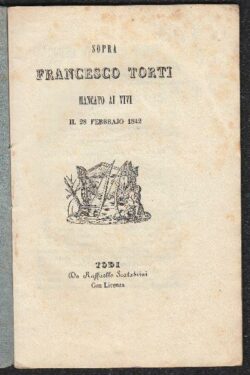 SOPRA
FRANCESCO TORTI
MANCATO AI VIVI
IL 28 FEBBRAJO 1842
TODI
Da Raffaello Scalabrini
Con Licenza